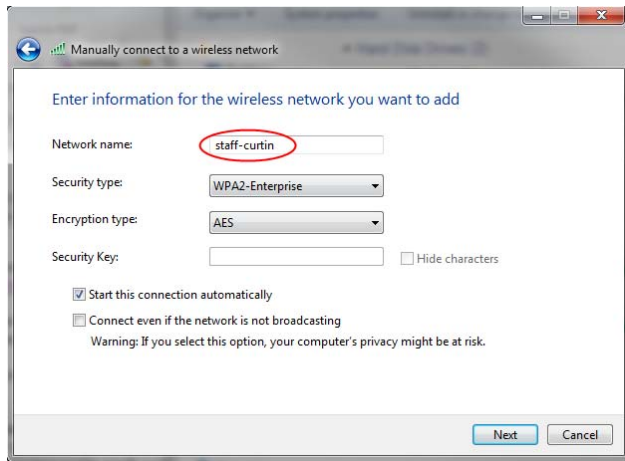 Manually connect to a wireless network
Enter information for the wireless network you want to add
Network name: staff-curtin
Security type: WPA2-Enterprise
Encryption type: AES
Security Key: Hide characters
Start this connection automatically
Connect even if the network is not broadcasting
Warning: If you select this option, your computer's privacy might be at risk.
Next Cancel